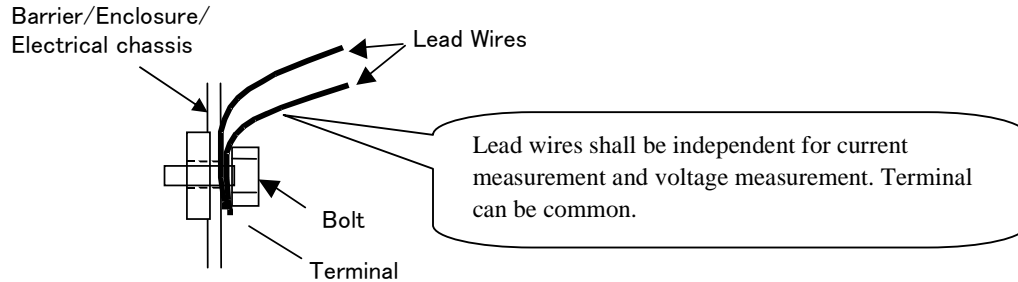 Barrier/Enclosure/
Electrical chassis
Lead Wires
Lead wires shall be independent for current
measurement and voltage measurement. Terminal
can be common.
Bolt
Terminal